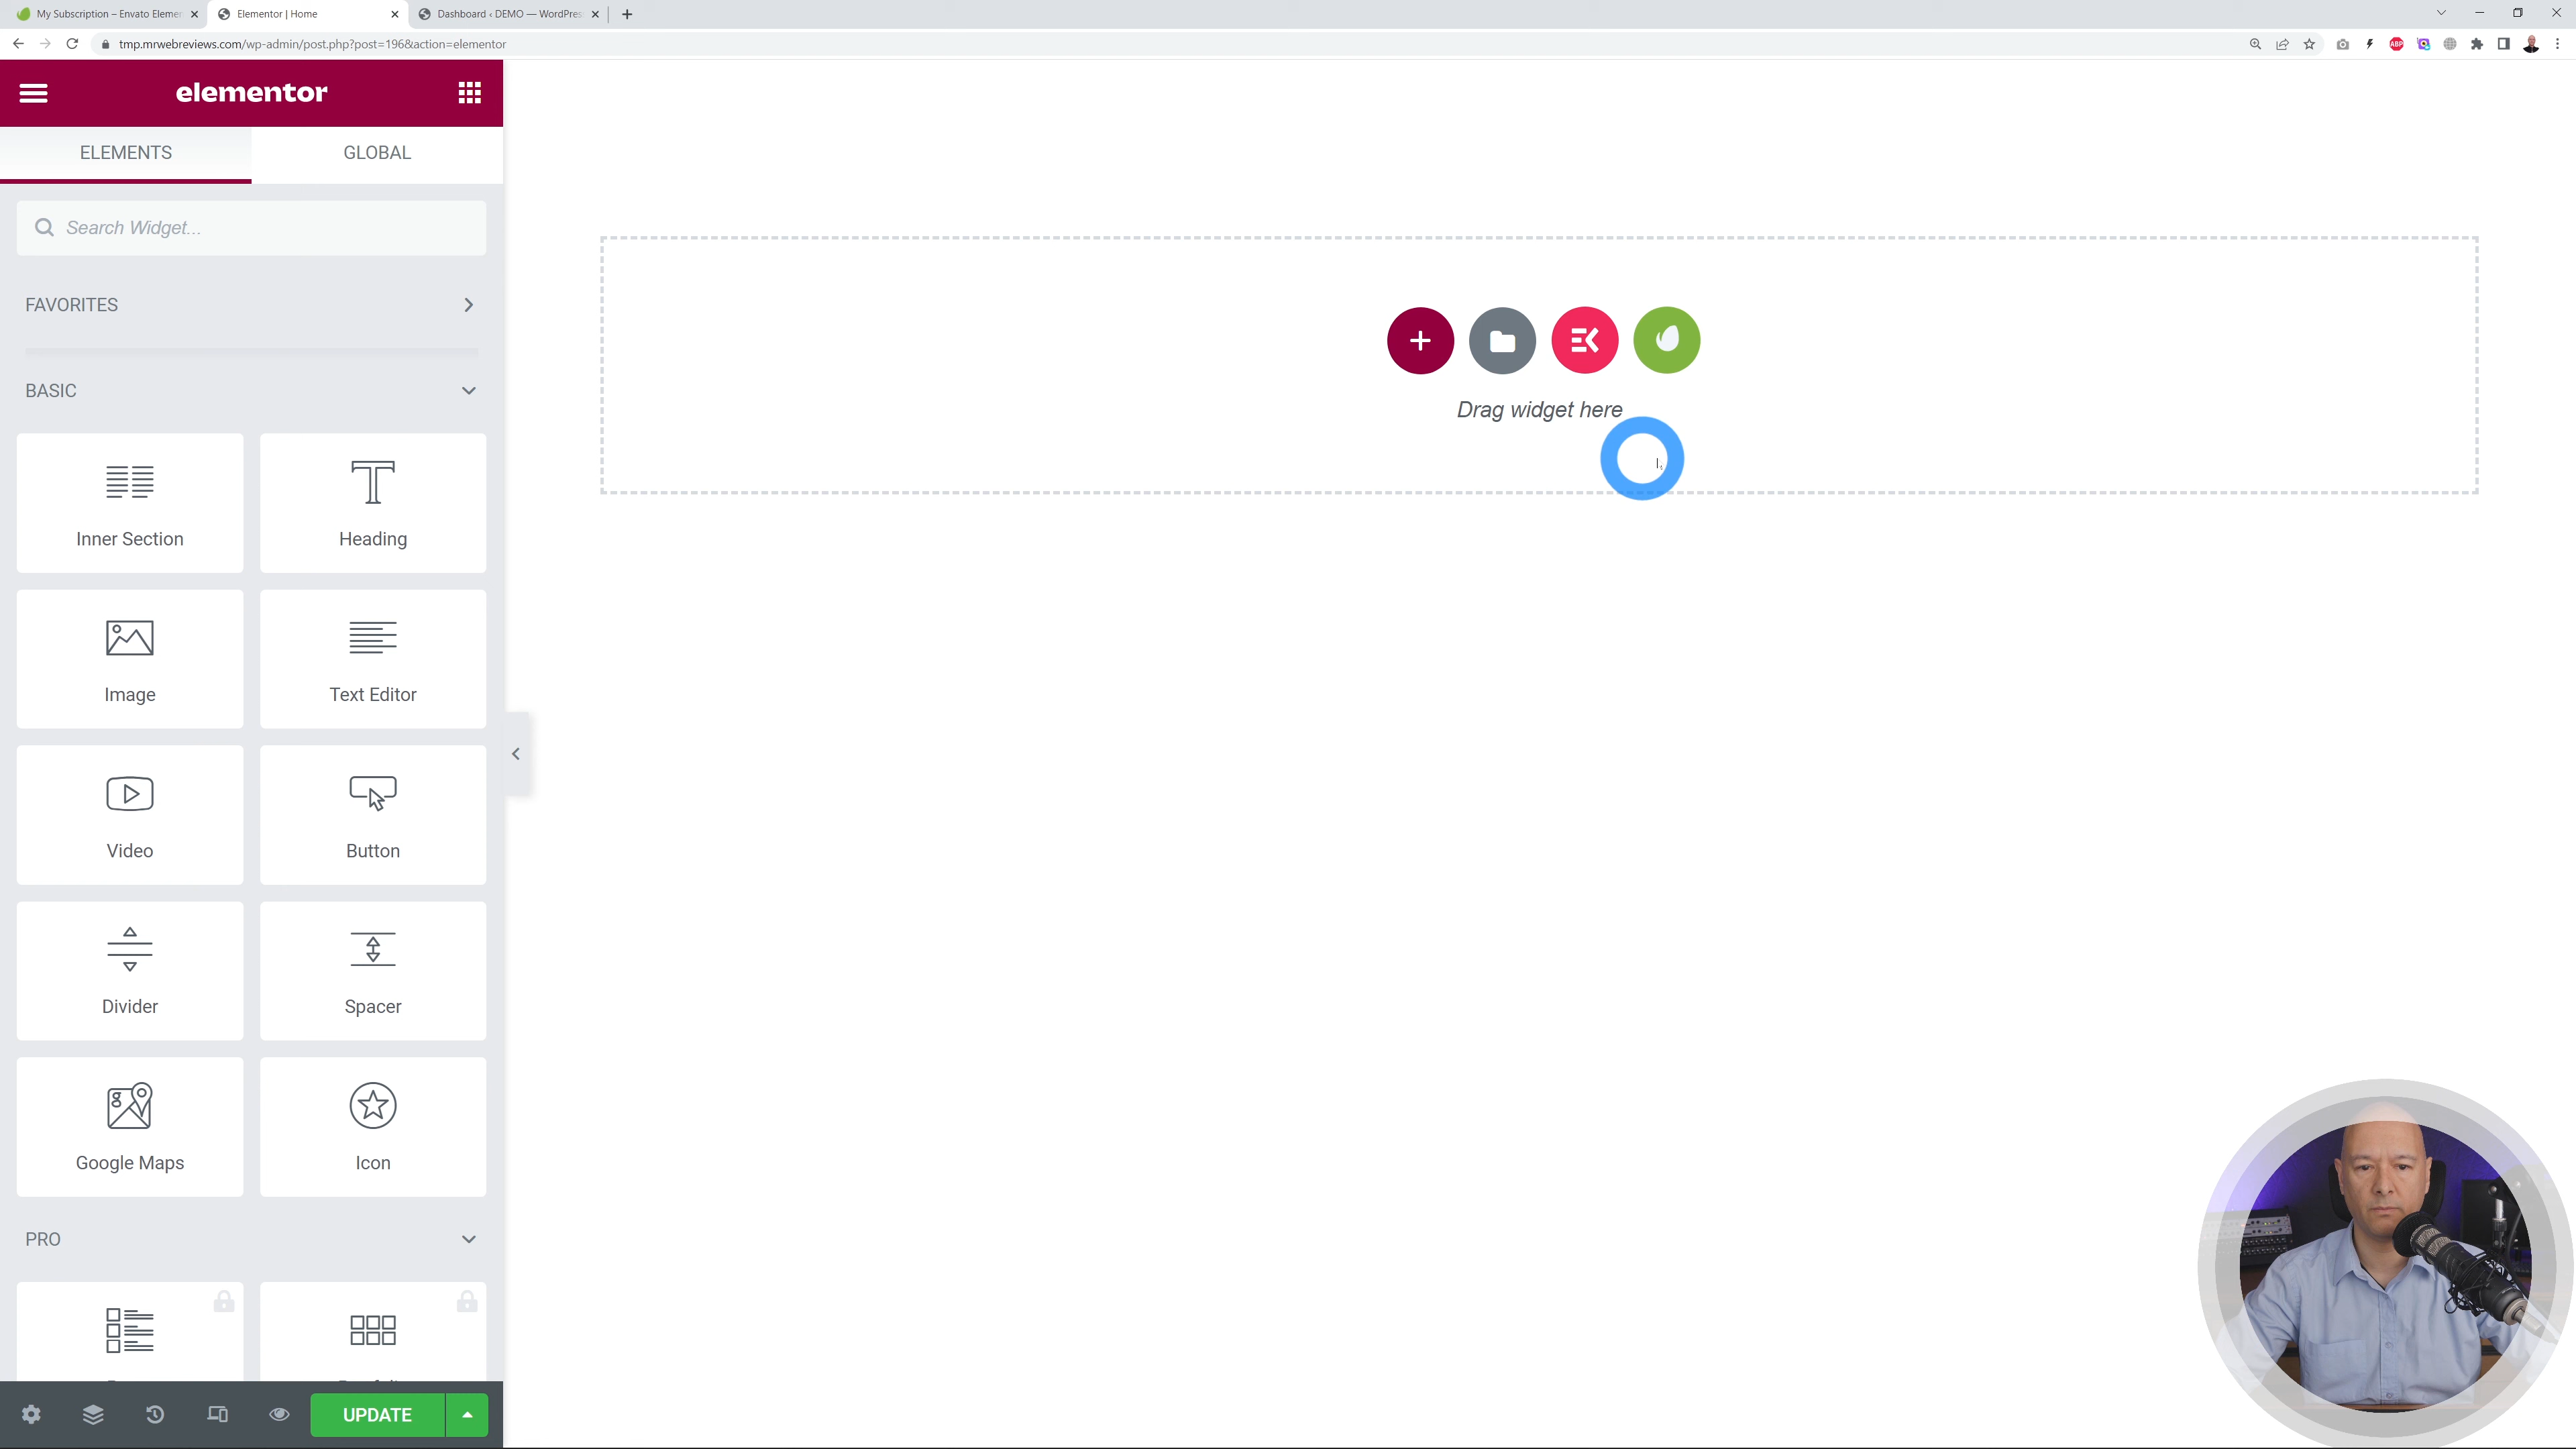 My Subscription – Envato Elemen
Elementor | Home
Dashboard ‹ DEMO — WordPress
tmp.mrwebreviews.com/wp-admin/post.php?post=196&action=elementor
ABP
elementor
ELEMENTS
GLOBAL
Search Widget...
FAVORITES
BASIC
Inner Section
Heading
Image
Text Editor
Video
Button
Divider
Spacer
Google Maps
Icon
PRO
UPDATE
Drag widget here